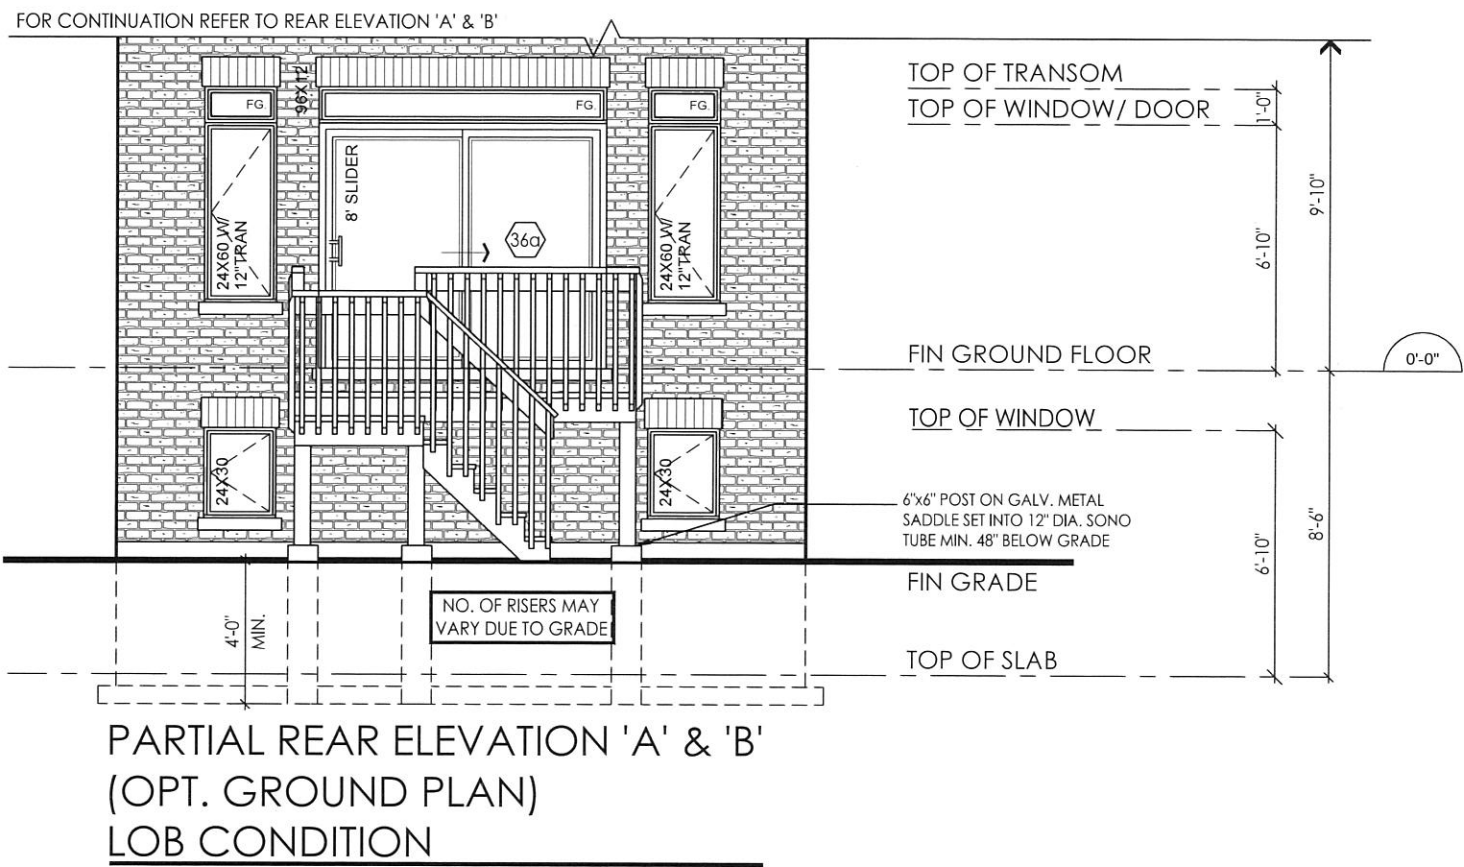 FOR CONTINUATION REFER TO REAR ELEVATION 'A' & 'B'
TOP OF TRANSOM
TOP OF WINDOW/ DOOR
1'-0"
FG.
96X12
FG.
FG.
8' SLIDER
36a
24X60 W/
12"TRAN
24X60 W/
12"TRAN
6'-10"
9'-10"
FIN GROUND FLOOR
0'-0"
TOP OF WINDOW
24X30
24X30
6"x6" POST ON GALV. METAL
SADDLE SET INTO 12" DIA. SONO
TUBE MIN. 48" BELOW GRADE
6'-10"
8'-6"
FIN GRADE
NO. OF RISERS MAY
VARY DUE TO GRADE
4'-0"
MIN.
TOP OF SLAB
PARTIAL REAR ELEVATION 'A' & 'B'
(OPT. GROUND PLAN)
LOB CONDITION